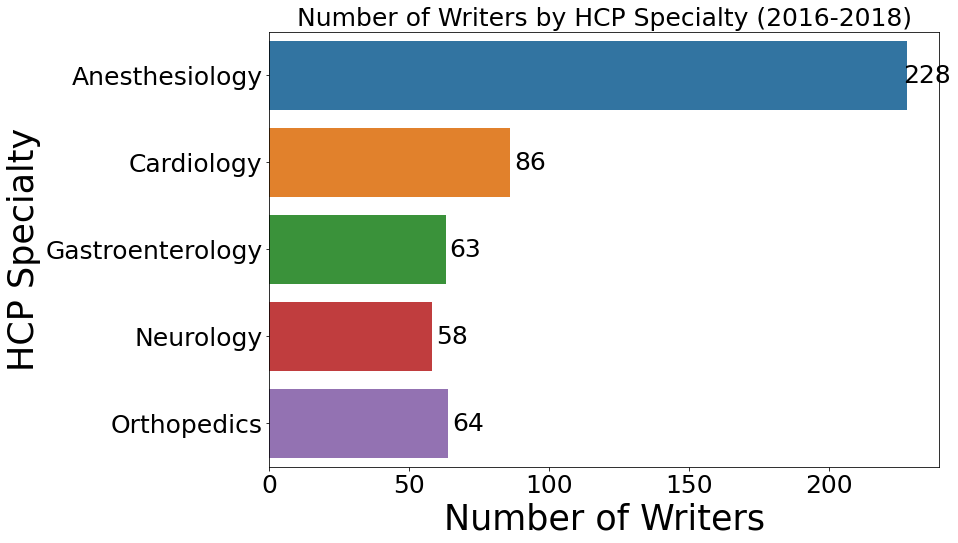 Number of Writers by HCP Specialty (2016-2018)
HCP Specialty
Anesthesiology 228
Cardiology 86
Gastroenterology 63
Neurology 58
Orthopedics 64
0 50 100 150 200
Number of Writers